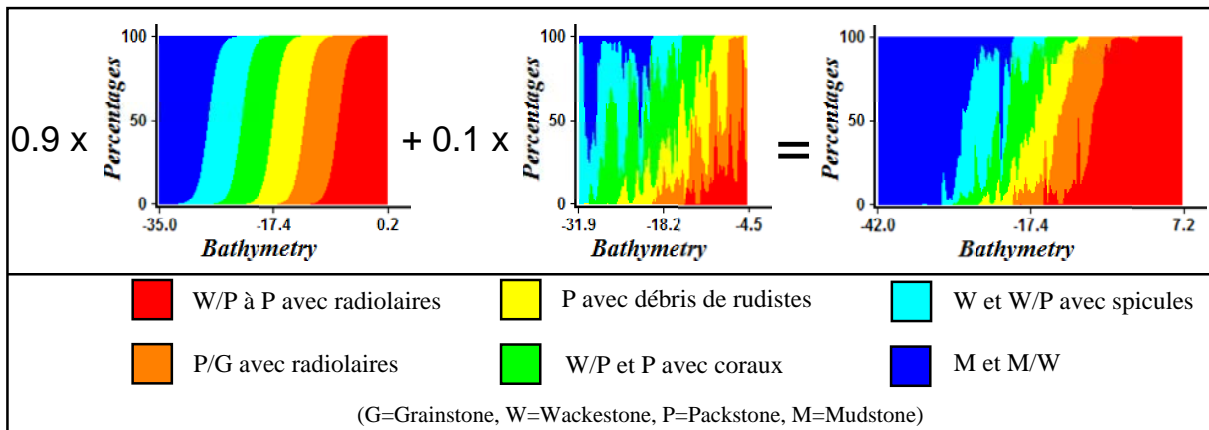 0.9 x
Percentages
100
50
0
-35.0 -17.4 0.2
Bathymetry
+ 0.1 x
Percentages
100
50
0
-31.9 -18.2 -4.5
Bathymetry
=
Percentages
100
50
0
-42.0 -17.4 7.2
Bathymetry
W/P à P avec radiolaires
P avec débris de rudistes
W et W/P avec spicules
P/G avec radiolaires
W/P et P avec coraux
M et M/W
(G=Grainstone, W=Wackestone, P=Packstone, M=Mudstone)